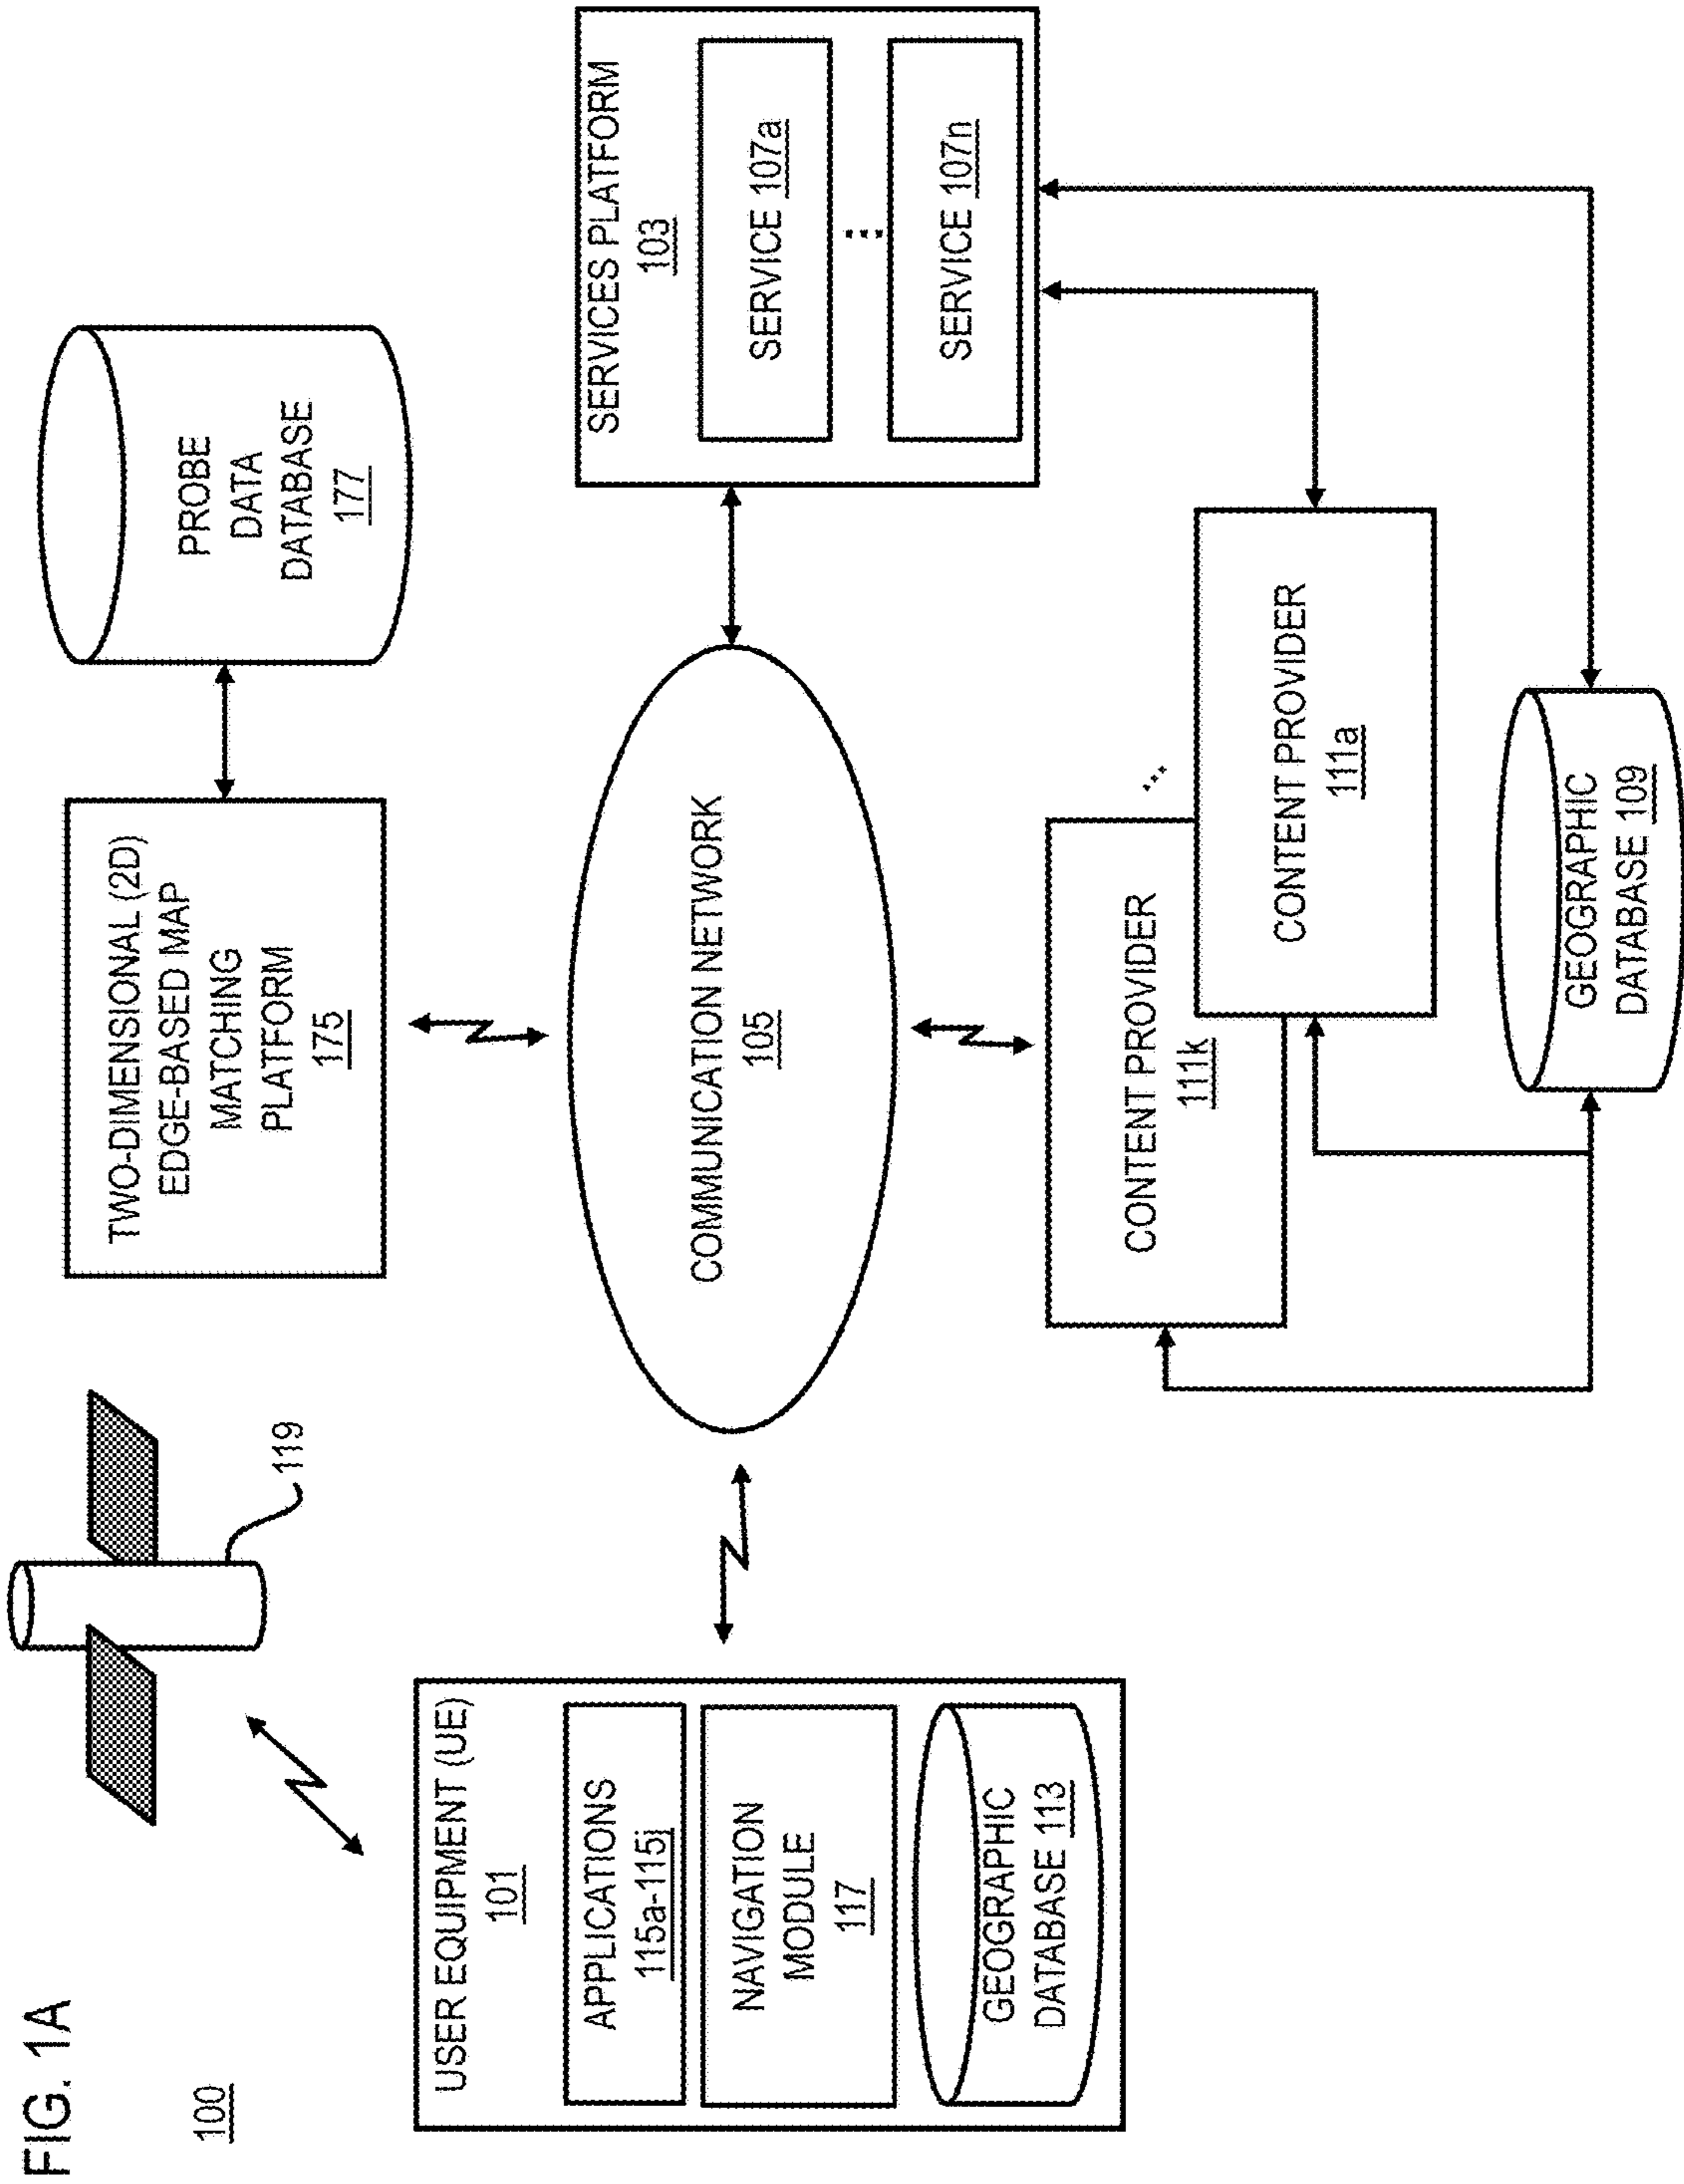 FIG. 1A
100
119
TWO-DIMENSIONAL (2D)
EDGE-BASED MAP
MATCHING
PLATFORM
175
PROBE
DATA
DATABASE
177
USER EQUIPMENT (UE)
101
APPLICATIONS
115a-115j
NAVIGATION
MODULE
117
GEOGRAPHIC
DATABASE 113
COMMUNICATION NETWORK
105
SERVICES PLATFORM
103
SERVICE 107a
...
SERVICE 107n
CONTENT PROVIDER
111k
...
CONTENT PROVIDER
111a
GEOGRAPHIC
DATABASE 109